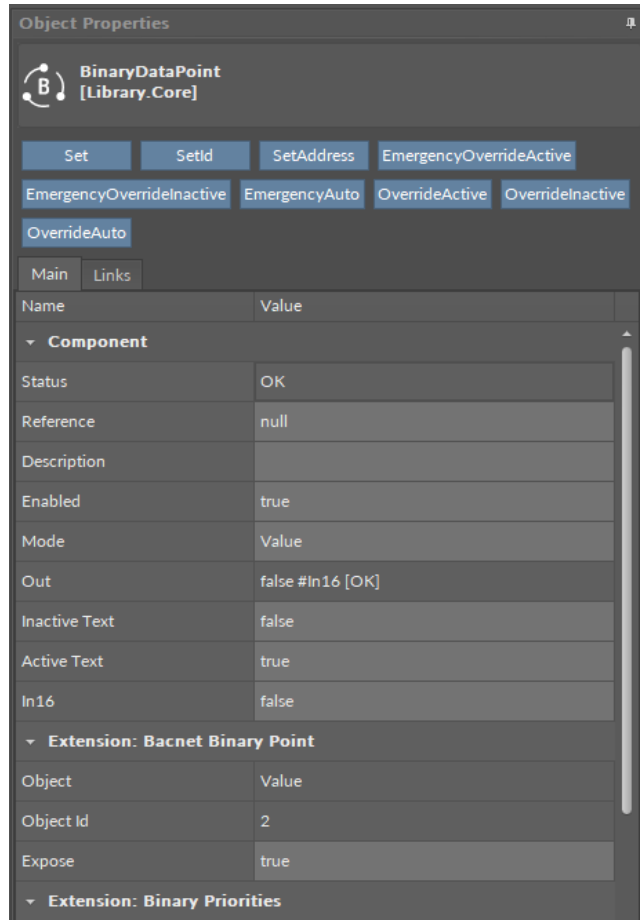 Object Properties
BinaryDataPoint
[Library.Core]
B
Set SetId SetAddress EmergencyOverrideActive
EmergencyOverrideInactive EmergencyAuto OverrideActive OverrideInactive
OverrideAuto
Main Links
Name Value
Component
Status OK
Reference null
Description
Enabled true
Mode Value
Out false #In16 [OK]
Inactive Text false
Active Text true
In16 false
Extension: Bacnet Binary Point
Object Value
Object Id 2
Expose true
Extension: Binary Priorities